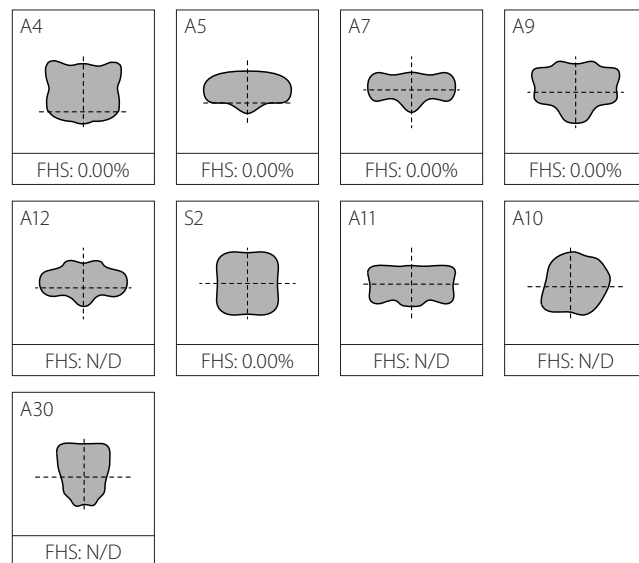 A4
A5
A7
A9
FHS: 0.00%
FHS: 0.00%
FHS: 0.00%
FHS: 0.00%
A12
S2
A11
A10
FHS: N/D
FHS: 0.00%
FHS: N/D
FHS: N/D
A30
FHS: N/D